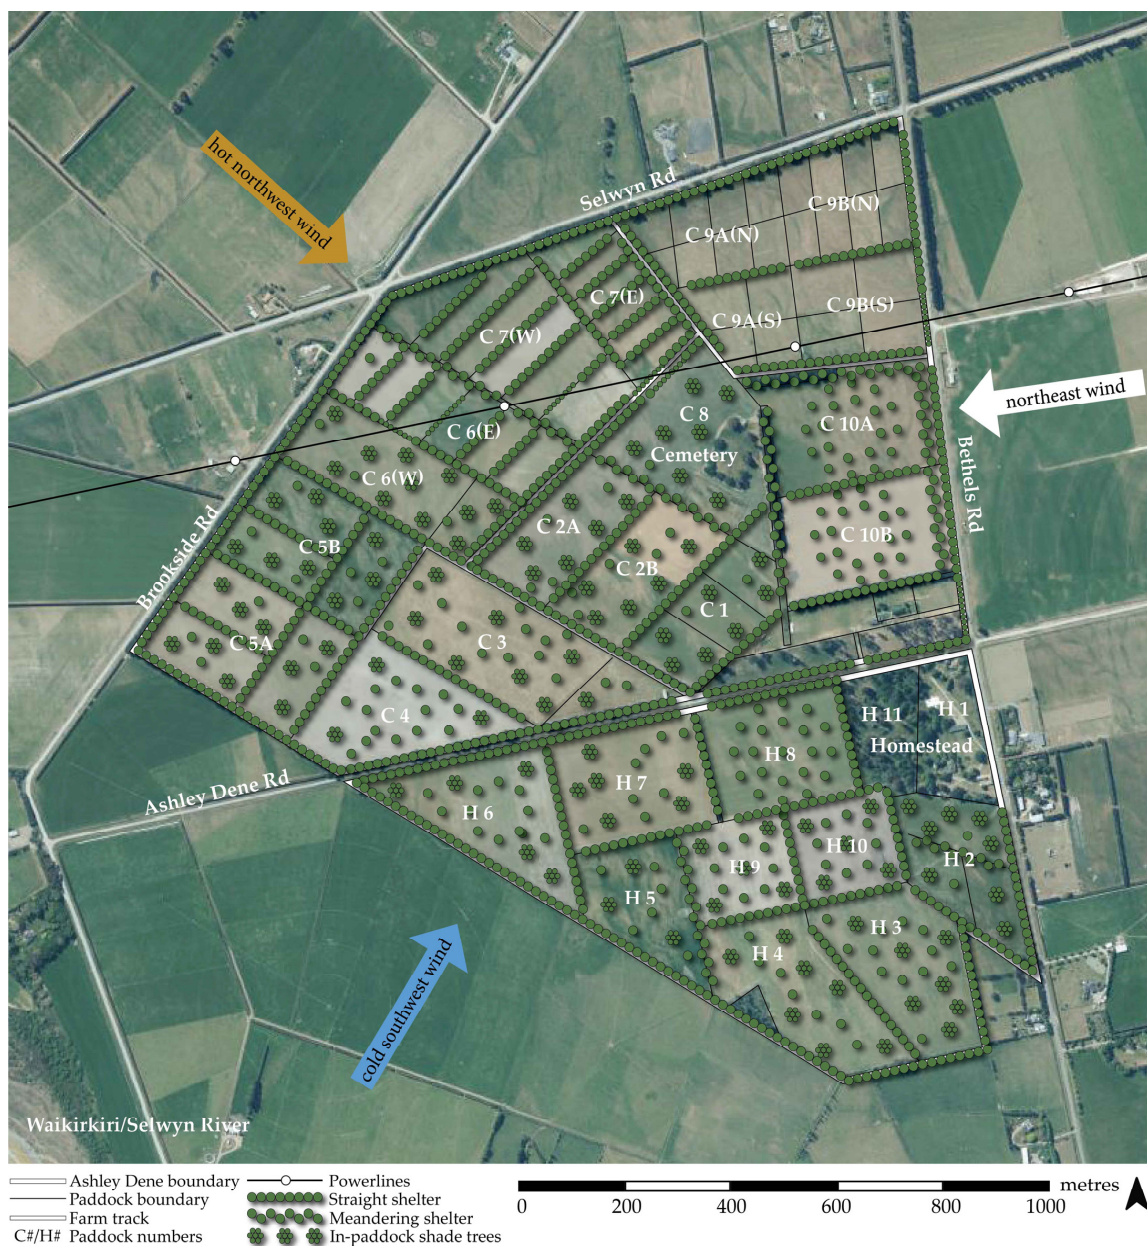 hot northwest wind
Selwyn Rd
C 9B(N)
C 9A(N)
C 7(E)
C 9B(S)
C 9A(S)
C 7(W)
northeast wind
C 8
Cemetery
C 10A
C 6(E)
C 6(W)
Bethels Rd
Brookside Rd
C 2A
C 10B
C 5B
C 2B
C 1
C 3
C 5A
C 4
H 11
H 1
Homestead
H 8
H 7
Ashley Dene Rd
H 6
H 10
H 9
H 2
H 5
H 3
H 4
cold southwest wind
Waikirkiri/Selwyn River
Ashley Dene boundary
Paddock boundary
Farm track
C#/H# Paddock numbers
Powerlines
Straight shelter
Meandering shelter
In-paddock shade trees
metres
0 200 400 600 800 1000